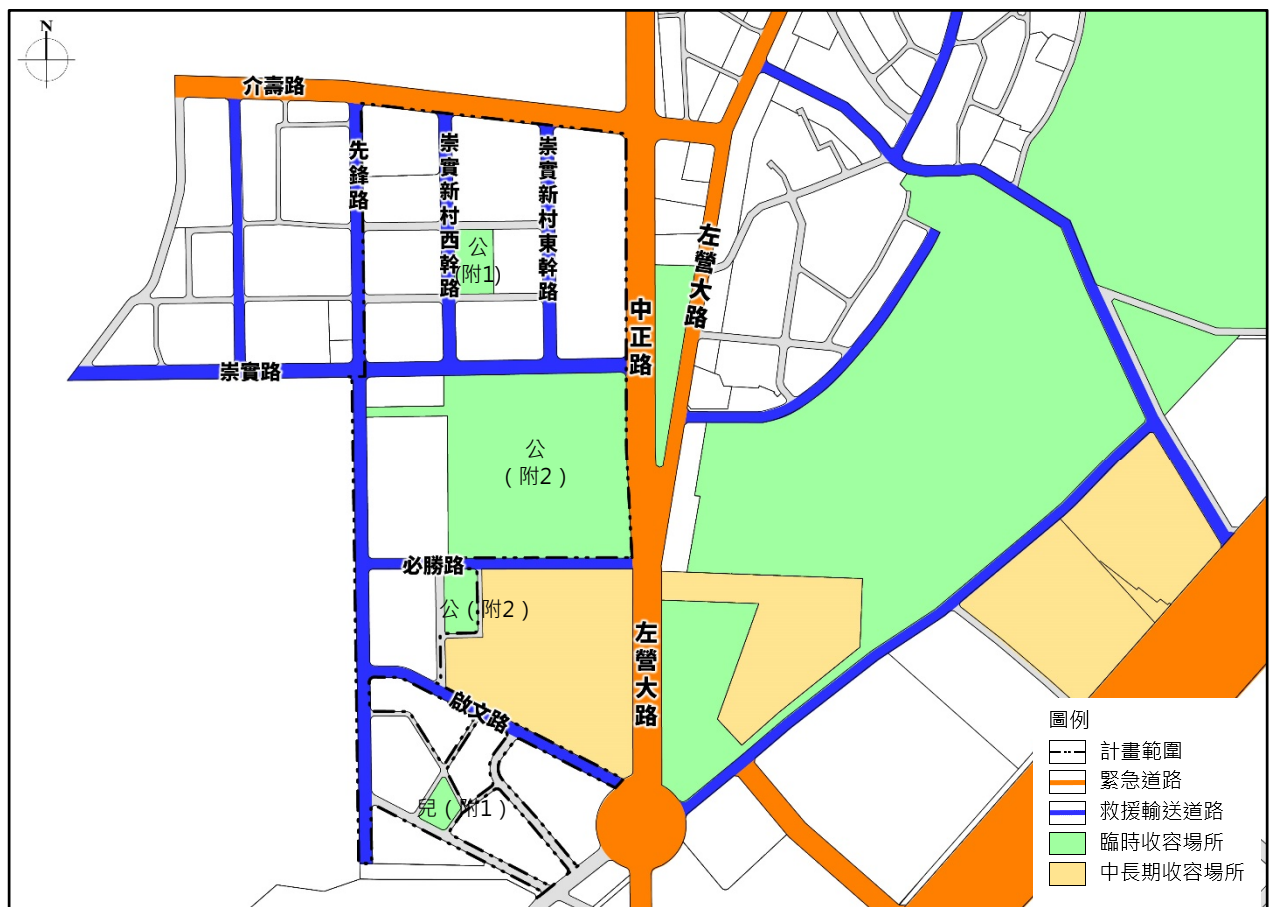 N
介壽路
先鋒路
崇實新村西幹路
崇實新村東幹路
公
(附1)
左營大路
中正路
崇實路
公
（附2）
必勝路
公（附2）
左營大路
啟文路
兒（附1）
圖例
計畫範圍
緊急道路
救援輸送道路
臨時收容場所
中長期收容場所